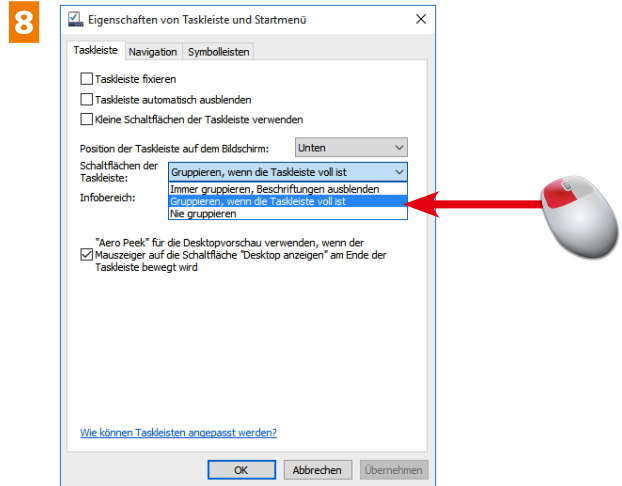 8
Eigenschaften von Taskleiste und Startmenü
Taskleiste Navigation Symbolleisten
Taskleiste fixieren
Taskleiste automatisch ausblenden
Kleine Schaltflächen der Taskleiste verwenden
Position der Taskleiste auf dem Bildschirm: Unten
Schaltflächen der
Taskleiste:
Gruppieren, wenn die Taskleiste voll ist
Immer gruppieren, Beschriftungen ausblenden
Infobereich:
Gruppieren, wenn die Taskleiste voll ist
Nie gruppieren
"Aero Peek" für die Desktopvorschau verwenden, wenn der
Mauszeiger auf die Schaltfläche "Desktop anzeigen" am Ende der
Taskleiste bewegt wird
Wie können Taskleisten angepasst werden?
OK Abbrechen Übernehmen